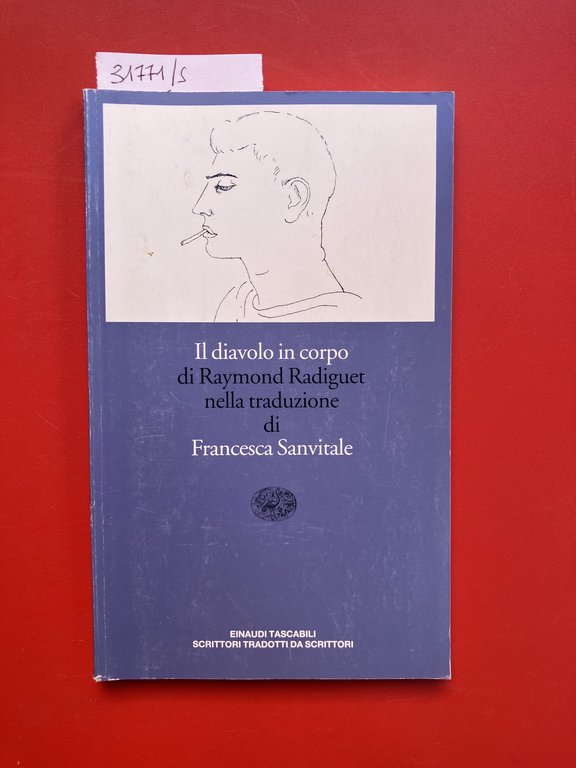 31771/s
Il diavolo in corpo
di Raymond Radiguet
nella traduzione
di
Francesca Sanvitale
EINAUDI TASCABILI
SCRITTORI TRADOTTI DA SCRITTORI